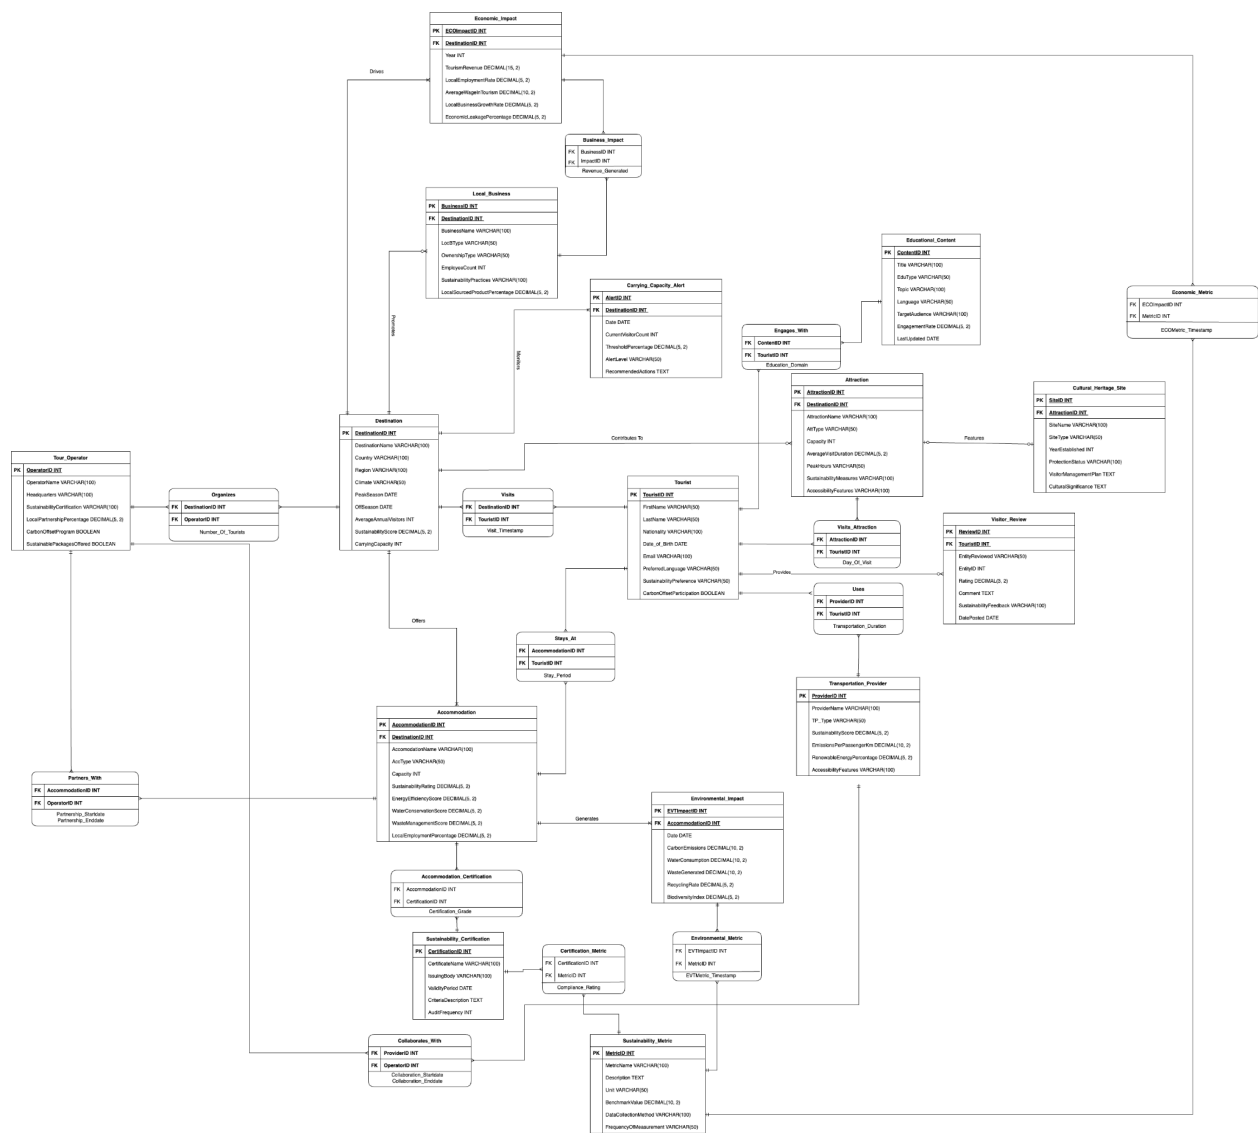 Economic_Impact
PK ECOImpactID INT
FK DestinationID INT
Year INT
TourismRevenue DECIMAL(15, 2)
LocalEmploymentRate DECIMAL(5, 2)
AverageWageInTourism DECIMAL(10, 2)
LocalBusinessGrowthRate DECIMAL(5, 2)
EconomicLeakagePercentage DECIMAL(5, 2)
Drives
Business_Impact
FK BusinessID INT
FK ImpactID INT
Revenue_Generated
Local_Business
PK BusinessID INT
FK DestinationID INT
BusinessName VARCHAR(100)
LocBType VARCHAR(50)
OwnershipType VARCHAR(50)
EmployeeCount INT
SustainabilityPractices VARCHAR(100)
LocalSourcedProductPercentage DECIMAL(5, 2)
Promotes
Carrying_Capacity_Alert
PK AlertID INT
FK DestinationID INT
Date DATE
CurrentVisitorCount INT
ThresholdPercentage DECIMAL(5, 2)
AlertLevel VARCHAR(50)
RecommendedActions TEXT
Monitors
Educational_Content
PK ContentID INT
Title VARCHAR(100)
EduType VARCHAR(50)
Topic VARCHAR(100)
Language VARCHAR(50)
TargetAudience VARCHAR(100)
EngagementRate DECIMAL(5, 2)
LastUpdated DATE
Economic_Metric
FK ECOImpactID INT
FK MetricID INT
ECOMetric_Timestamp
Engages_With
FK ContentID INT
FK TouristID INT
Education_Domain
Attraction
PK AttractionID INT
FK DestinationID INT
AttractionName VARCHAR(100)
AttType VARCHAR(50)
Capacity INT
AverageVisitDuration DECIMAL(5, 2)
PeakHours VARCHAR(50)
SustainabilityMeasures VARCHAR(100)
AccessibilityFeatures VARCHAR(100)
Features
Cultural_Heritage_Site
PK SiteID INT
FK AttractionID INT
SiteName VARCHAR(100)
SiteType VARCHAR(50)
YearEstablished INT
ProtectionStatus VARCHAR(100)
VisitorManagementPlan TEXT
CulturalSignificance TEXT
Destination
PK DestinationID INT
DestinationName VARCHAR(100)
Country VARCHAR(100)
Region VARCHAR(100)
Climate VARCHAR(50)
PeakSeason DATE
OffSeason DATE
AverageAnnualVisitors INT
SustainabilityScore DECIMAL(5, 2)
CarryingCapacity INT
Contributes To
Tour_Operator
PK OperatorID INT
OperatorName VARCHAR(100)
Headquarters VARCHAR(100)
SustainabilityCertification VARCHAR(100)
LocalPartnershipPercentage DECIMAL(5, 2)
CarbonOffsetProgram BOOLEAN
SustainablePackagesOffered BOOLEAN
Organizes
FK DestinationID INT
FK OperatorID INT
Number_Of_Tourists
Visits
FK DestinationID INT
FK TouristID INT
Visit_Timestamp
Tourist
PK TouristID INT
FirstName VARCHAR(50)
LastName VARCHAR(50)
Nationality VARCHAR(100)
Date_of_Birth DATE
Email VARCHAR(100)
PreferredLanguage VARCHAR(50)
SustainabilityPreference VARCHAR(50)
CarbonOffsetParticipation BOOLEAN
Visits_Attraction
FK AttractionID INT
FK TouristID INT
Day_Of_Visit
Provides
Visitor_Review
PK ReviewID INT
FK TouristID INT
EntityReviewed VARCHAR(50)
EntityID INT
Rating DECIMAL(3, 2)
Comment TEXT
SustainabilityFeedback VARCHAR(100)
DatePosted DATE
Uses
FK ProviderID INT
FK TouristID INT
Transportation_Duration
Offers
Stays_At
FK AccommodationID INT
FK TouristID INT
Stay_Period
Transportation_Provider
PK ProviderID INT
ProviderName VARCHAR(100)
TP_Type VARCHAR(50)
SustainabilityScore DECIMAL(5, 2)
EmissionsPerPassengerKm DECIMAL(10, 2)
RenewableEnergyPercentage DECIMAL(5, 2)
AccessibilityFeatures VARCHAR(100)
Accommodation
PK AccommodationID INT
FK DestinationID INT
AccomodationName VARCHAR(100)
AccType VARCHAR(50)
Capacity INT
SustainabilityRating DECIMAL(5, 2)
EnergyEfficiencyScore DECIMAL(5, 2)
WaterConservationScore DECIMAL(5, 2)
WasteManagementScore DECIMAL(5, 2)
LocalEmploymentPercentage DECIMAL(5, 2)
Partners_With
FK AccommodationID INT
FK OperatorID INT
Partnership_Startdate
Partnership_Enddate
Generates
Environmental_Impact
PK EVTImpactID INT
FK AccommodationID INT
Date DATE
CarbonEmissions DECIMAL(10, 2)
WaterConsumption DECIMAL(10, 2)
WasteGenerated DECIMAL(10, 2)
RecyclingRate DECIMAL(5, 2)
BiodiversityIndex DECIMAL(5, 2)
Accommodation_Certification
FK AccommodationID INT
FK CertificationID INT
Certification_Grade
Sustainability_Certification
PK CertificationID INT
CertificateName VARCHAR(100)
IssuingBody VARCHAR(100)
ValidityPeriod DATE
CriteriaDescription TEXT
AuditFrequency INT
Certification_Metric
FK CertificationID INT
FK MetricID INT
Compliance_Rating
Environmental_Metric
FK EVTImpactID INT
FK MetricID INT
EVTMetric_Timestamp
Collaborates_With
FK ProviderID INT
FK OperatorID INT
Collaboration_Startdate
Collaboration_Enddate
Sustainability_Metric
PK MetricID INT
MetricName VARCHAR(100)
Description TEXT
Unit VARCHAR(50)
BenchmarkValue DECIMAL(10, 2)
DataCollectionMethod VARCHAR(100)
FrequencyOfMeasurement VARCHAR(50)